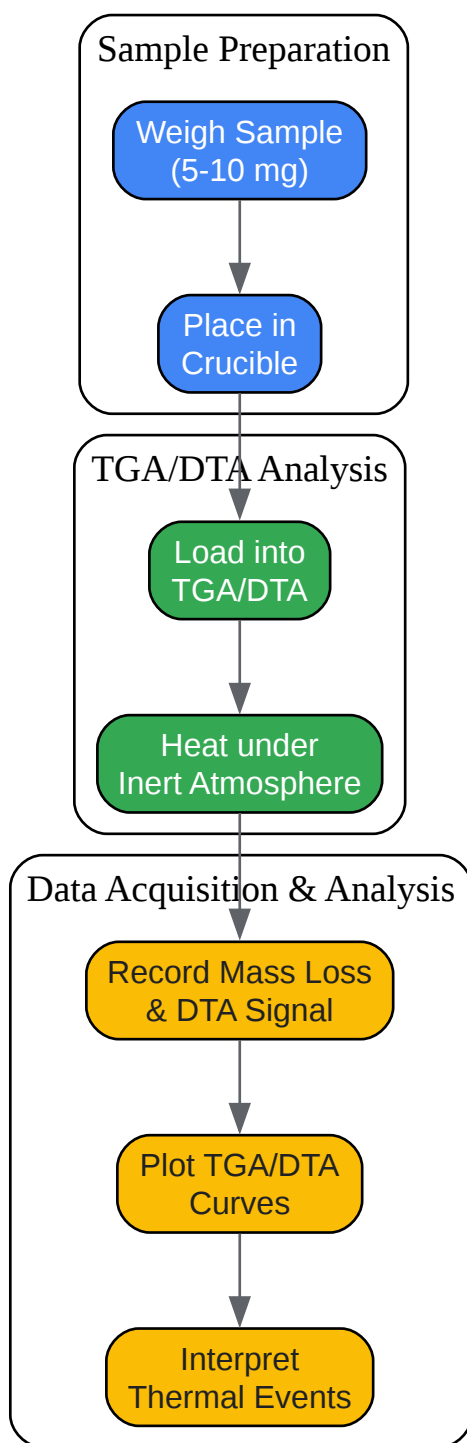 Sample Preparation
Weigh Sample
(5-10 mg)
Place in
Crucible
TGA/DTA Analysis
Load into
TGA/DTA
Heat under
Inert Atmosphere
Data Acquisition & Analysis
Record Mass Loss
& DTA Signal
Plot TGA/DTA
Curves
Interpret
Thermal Events